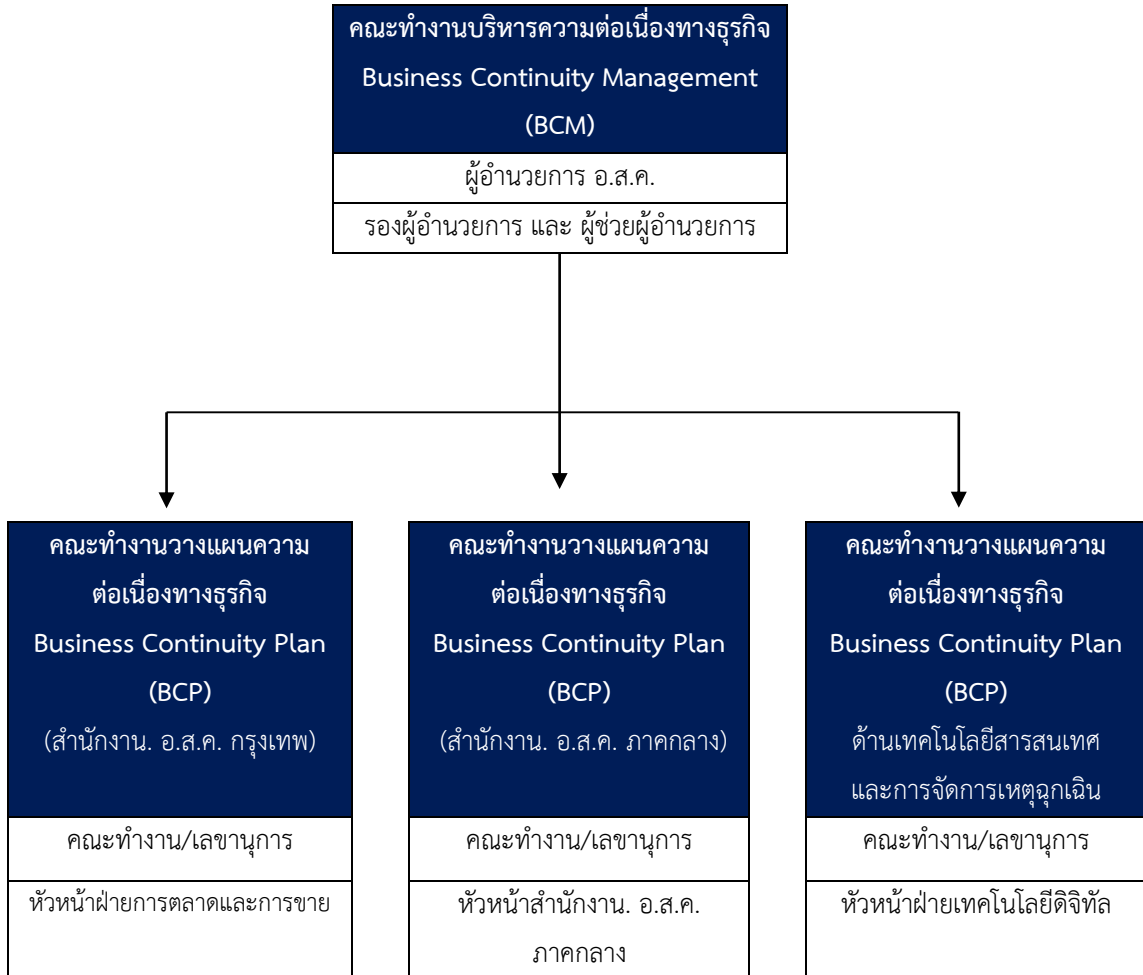 คณะทำงานบริหารความต่อเนื่องทางธุรกิจ
Business Continuity Management
(BCM)
ผู้อำนวยการ อ.ส.ค.
รองผู้อำนวยการ และ ผู้ช่วยผู้อำนวยการ
คณะทำงานวางแผนความ
ต่อเนื่องทางธุรกิจ
Business Continuity Plan
(BCP)
(สำนักงาน. อ.ส.ค. กรุงเทพ)
คณะทำงาน/เลขานุการ
หัวหน้าฝ่ายการตลาดและการขาย
คณะทำงานวางแผนความ
ต่อเนื่องทางธุรกิจ
Business Continuity Plan
(BCP)
(สำนักงาน. อ.ส.ค. ภาคกลาง)
คณะทำงาน/เลขานุการ
หัวหน้าสำนักงาน. อ.ส.ค.
ภาคกลาง
คณะทำงานวางแผนความ
ต่อเนื่องทางธุรกิจ
Business Continuity Plan
(BCP)
ด้านเทคโนโลยีสารสนเทศ
และการจัดการเหตุฉุกเฉิน
คณะทำงาน/เลขานุการ
หัวหน้าฝ่ายเทคโนโลยีดิจิทัล